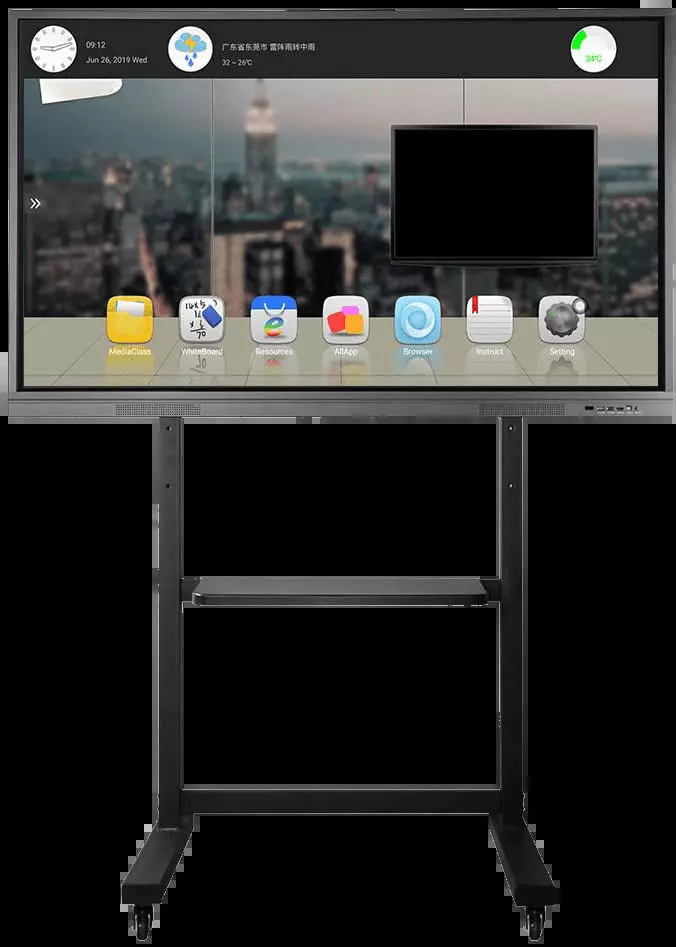 09:12
Jun 26, 2019 Wed
广东省东莞市 雷阵雨转中雨
32 ~ 26℃
34℃
14X5
MediaClass
WhiteBoard
Resources
AllApp
Browser
Instruct
Setting